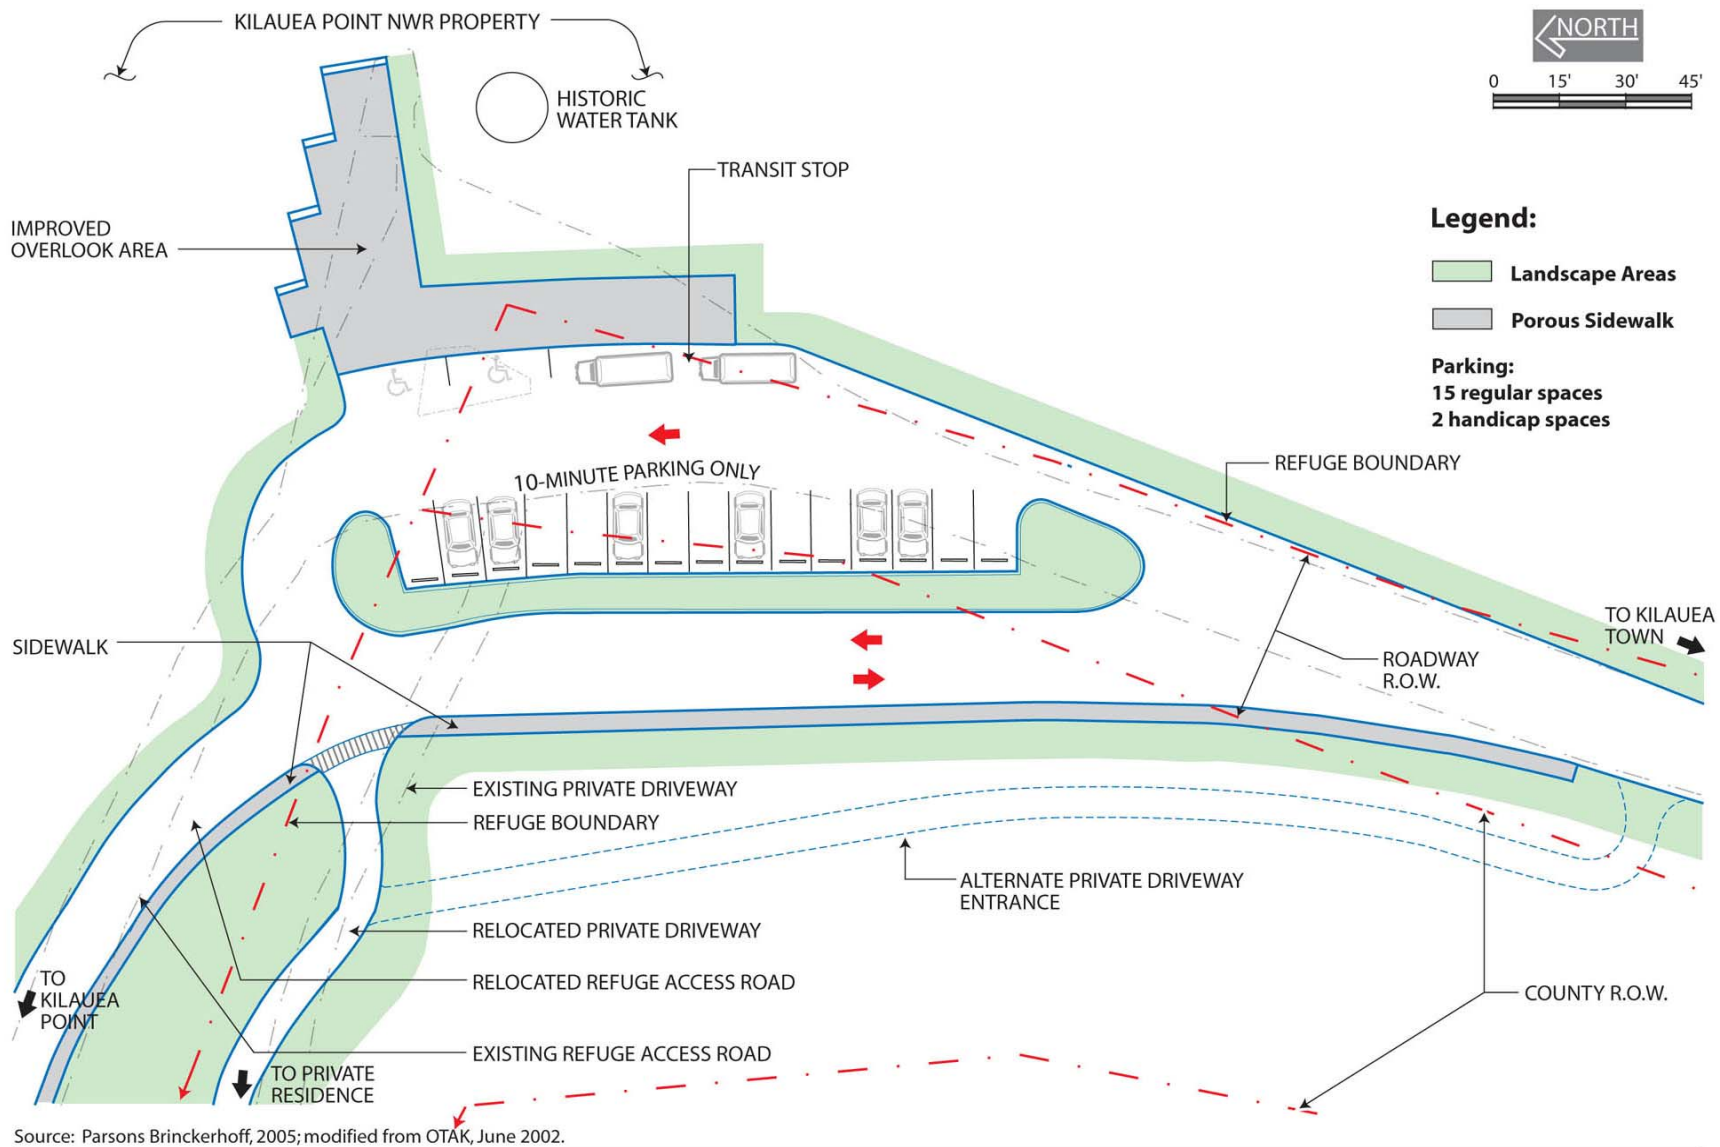 KILAUEA POINT NWR PROPERTY
NORTH
0 15' 30' 45'
HISTORIC
WATER TANK
TRANSIT STOP
IMPROVED
OVERLOOK AREA
Legend:
Landscape Areas
Porous Sidewalk
Parking:
15 regular spaces
2 handicap spaces
REFUGE BOUNDARY
10-MINUTE PARKING ONLY
TO KILAUEA
TOWN
SIDEWALK
ROADWAY
R.O.W.
EXISTING PRIVATE DRIVEWAY
REFUGE BOUNDARY
ALTERNATE PRIVATE DRIVEWAY
ENTRANCE
RELOCATED PRIVATE DRIVEWAY
TO
KILAUEA
POINT
RELOCATED REFUGE ACCESS ROAD
COUNTY R.O.W.
EXISTING REFUGE ACCESS ROAD
TO PRIVATE
RESIDENCE
Source: Parsons Brinckerhoff, 2005; modified from OTAK, June 2002.